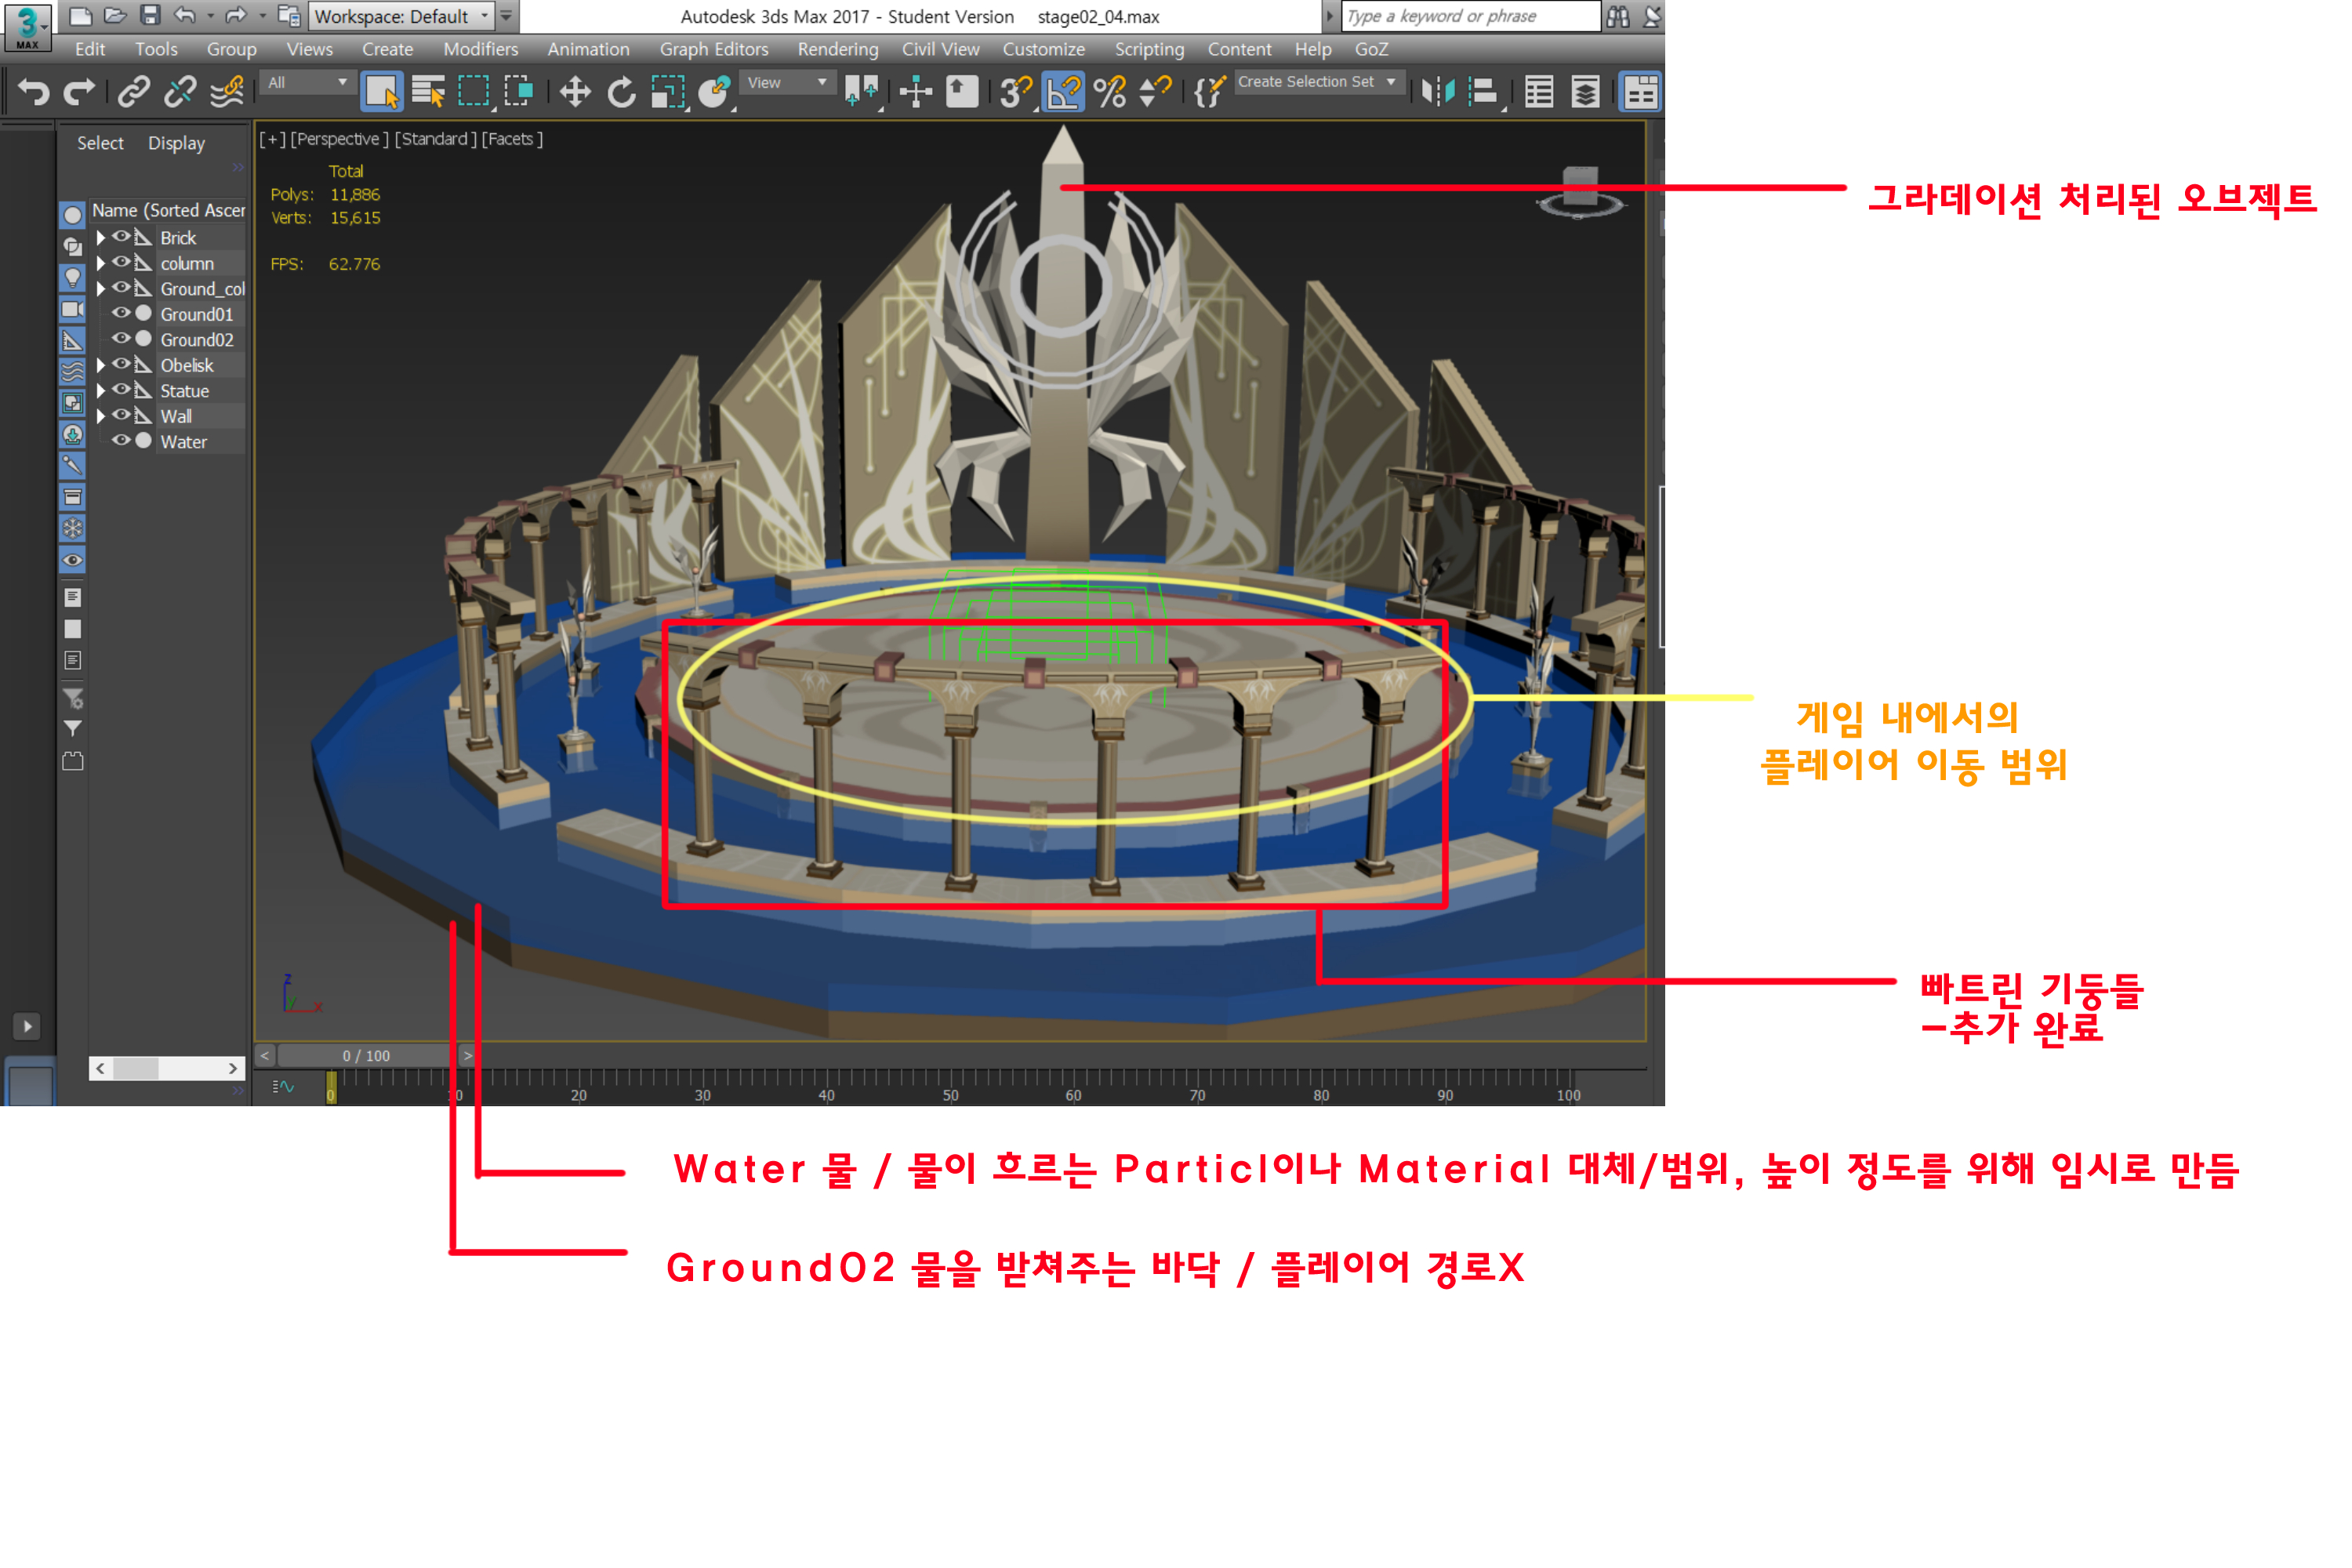 3
MAX
Workspace: Default
Autodesk 3ds Max 2017 - Student Version stage02_04.max
Type a keyword or phrase
Edit Tools Group Views Create Modifiers Animation Graph Editors Rendering Civil View Customize Scripting Content Help GoZ
All
View
3
Create Selection Set
Select Display
[+] [Perspective ] [Standard ] [Facets ]
Total
Polys: 11,886
Verts: 15,615
FPS: 62.776
Name (Sorted Ascer
Brick
column
Ground_col
Ground01
Ground02
Obelisk
Statue
Wall
Water
그라데이션 처리된 오브젝트
게임 내에서의
플레이어 이동 범위
빠트린 기둥들
-추가 완료
z
y
x
< 0 / 100 >
0 10 20 30 40 50 60 70 80 90 100
Water 물 / 물이 흐르는 Particl이나 Material 대체/범위, 높이 정도를 위해 임시로 만듬
Ground02 물을 받쳐주는 바닥 / 플레이어 경로X